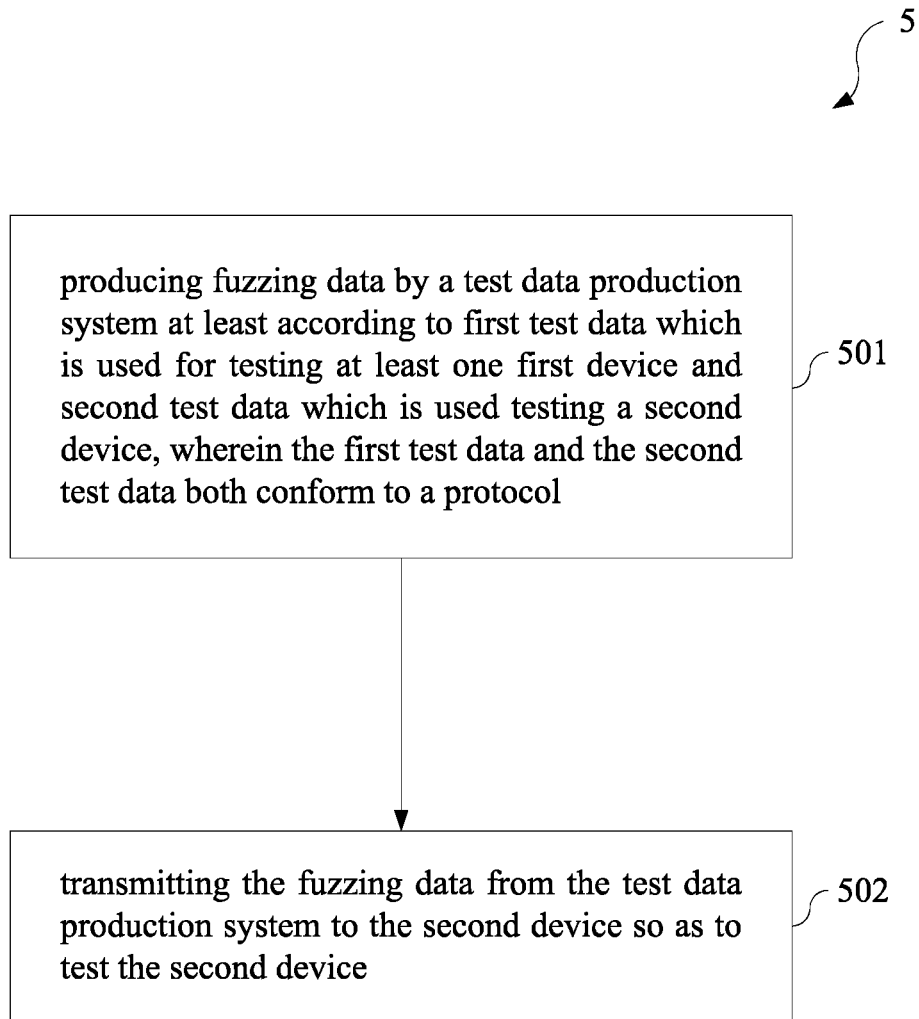 5
producing fuzzing data by a test data production
system at least according to first test data which
is used for testing at least one first device and
second test data which is used testing a second
device, wherein the first test data and the second
test data both conform to a protocol
501
transmitting the fuzzing data from the test data
production system to the second device so as to
test the second device
502